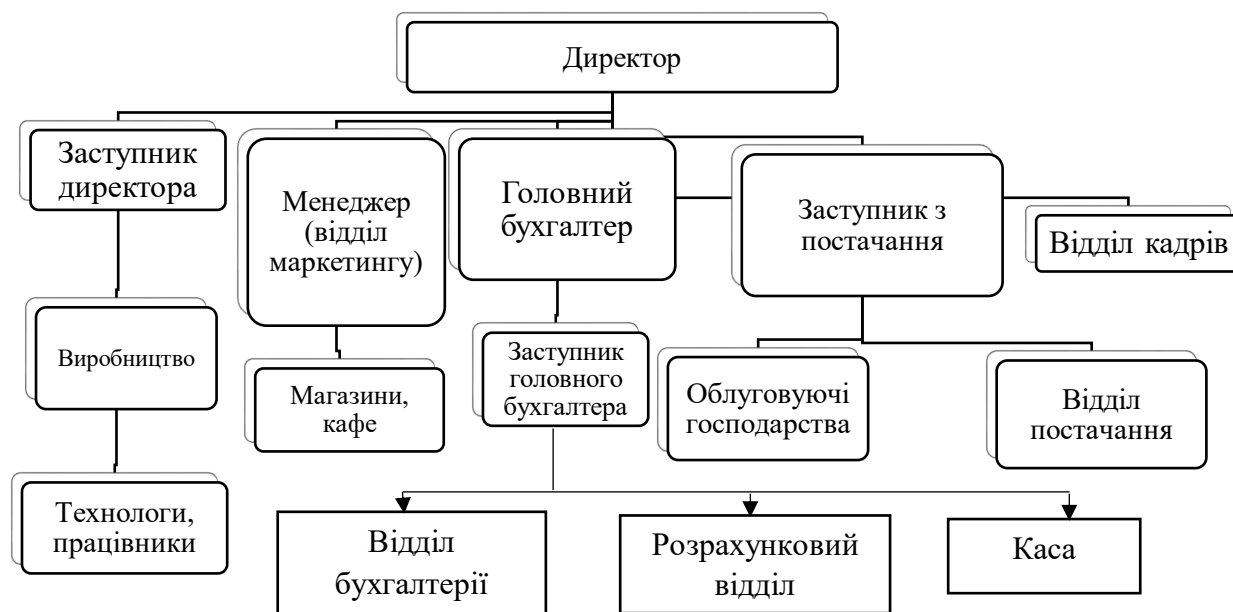 Директор
Заступник
директора
Менеджер
(відділ
маркетингу)
Головний
бухгалтер
Заступник з
постачання
Відділ кадрів
Виробництво
Магазини,
кафе
Заступник
головного
бухгалтера
Облуговуючі
господарства
Відділ
постачання
Технологи,
працівники
Відділ
бухгалтерії
Розрахунковий
відділ
Каса